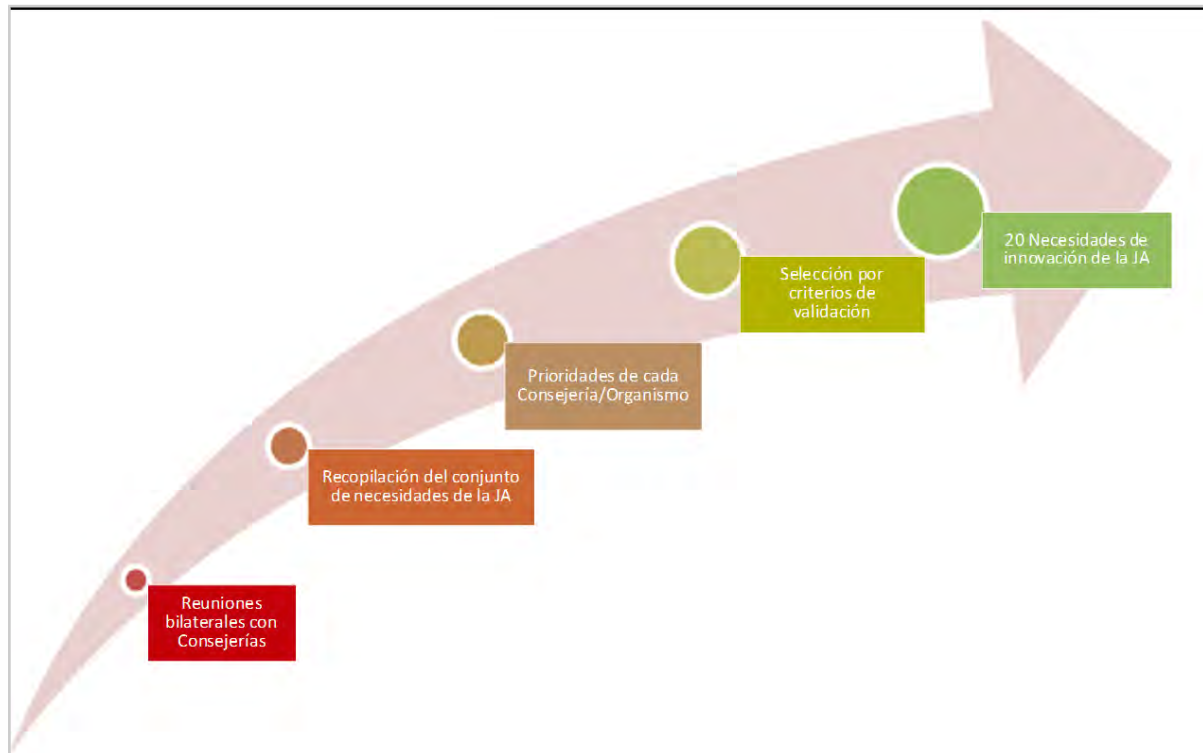 Reuniones
bilaterales con
Consejerías
Recopilación del conjunto
de necesidades de la JA
Prioridades de cada
Consejería/Organismo
Selección por
criterios de
validación
20 Necesidades de
innovación de la JA